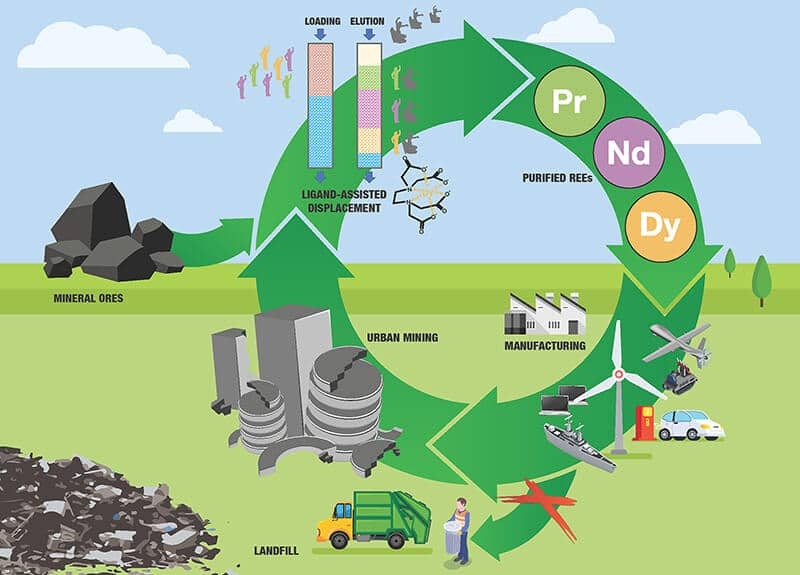 LOADING
ELUTION
LIGAND-ASSISTED
DISPLACEMENT
Pr
Nd
Dy
PURIFIED REEs
MINERAL ORES
URBAN MINING
MANUFACTURING
LANDFILL